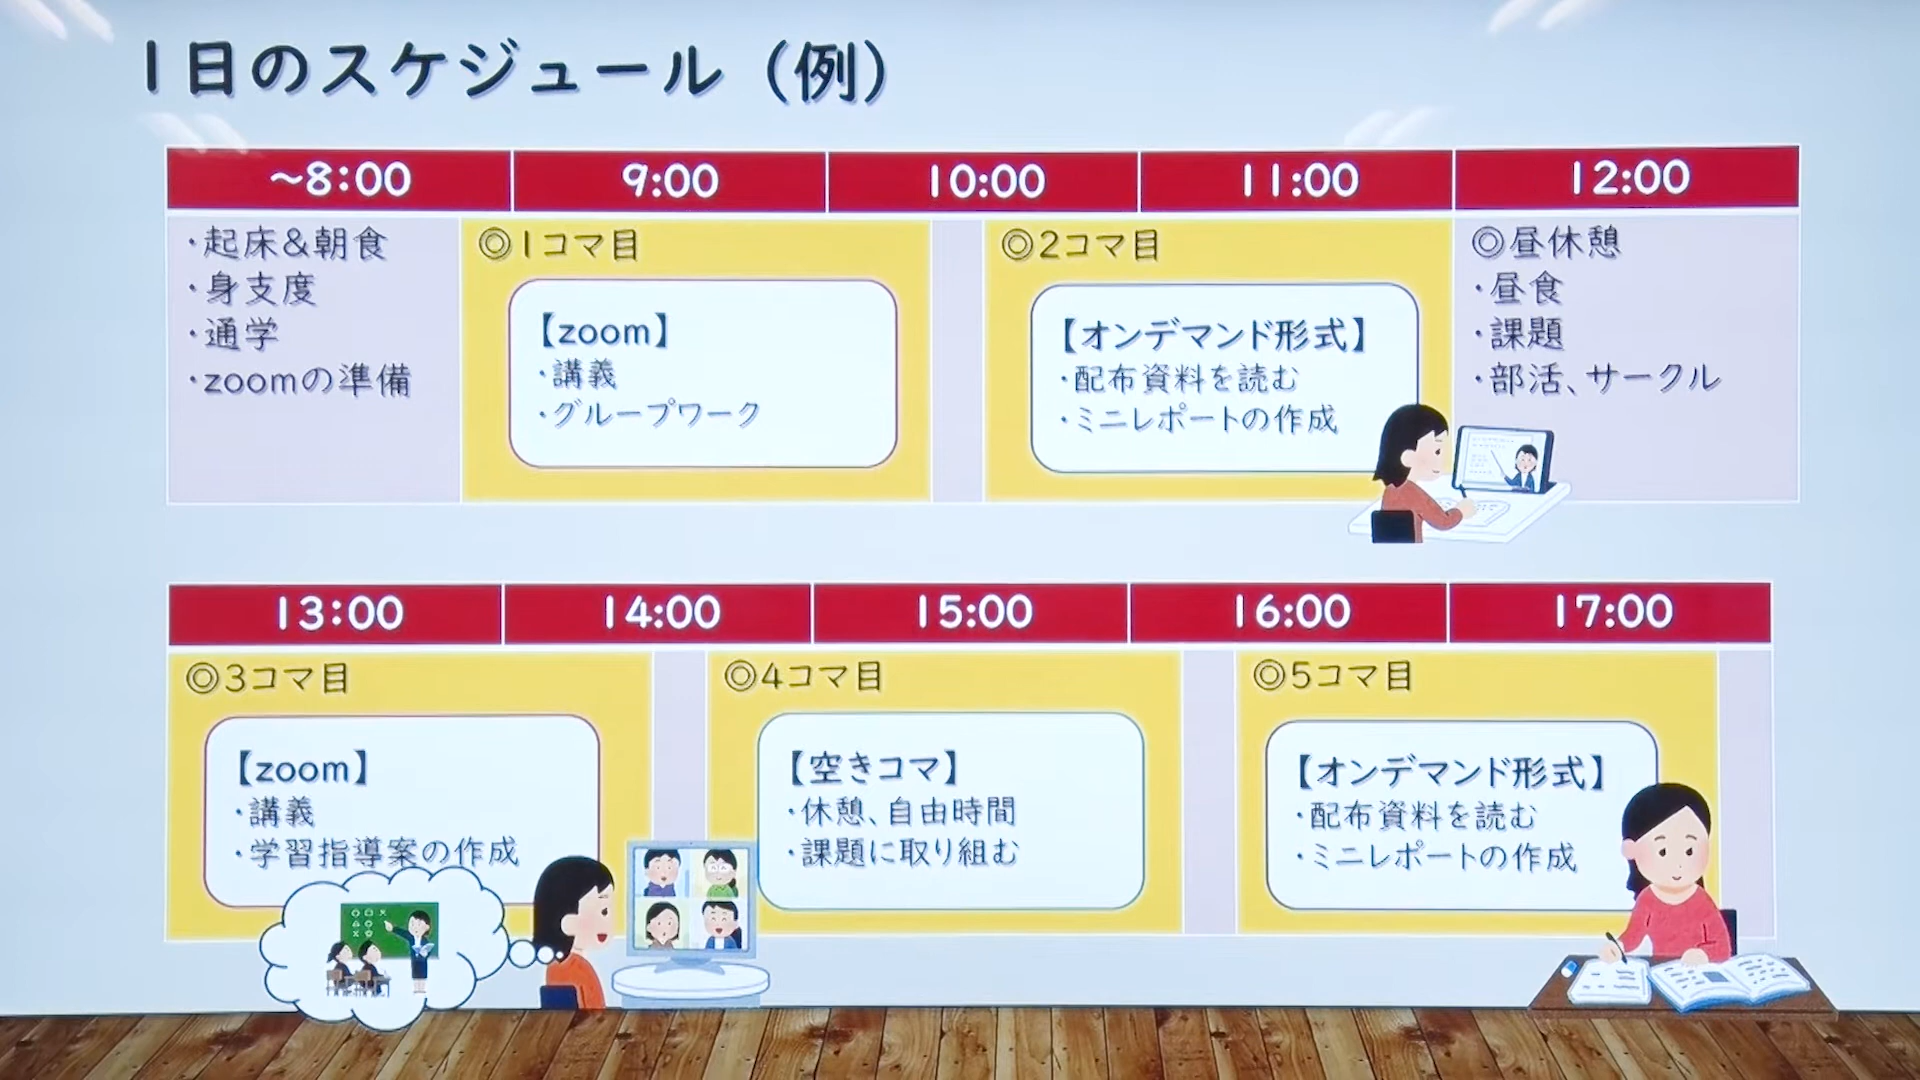 1日のスケジュール（例）
~8:00 9:00 10:00 11:00 12:00
・起床&朝食
・身支度
・通学
・zoomの準備
◎1コマ目
【zoom】
・講義
・グループワーク
◎2コマ目
【オンデマンド形式】
・配布資料を読む
・ミニレポートの作成
◎昼休憩
・昼食
・課題
・部活、サークル
13:00 14:00 15:00 16:00 17:00
◎3コマ目
【zoom】
・講義
・学習指導案の作成
◎4コマ目
【空きコマ】
・休憩、自由時間
・課題に取り組む
◎5コマ目
【オンデマンド形式】
・配布資料を読む
・ミニレポートの作成